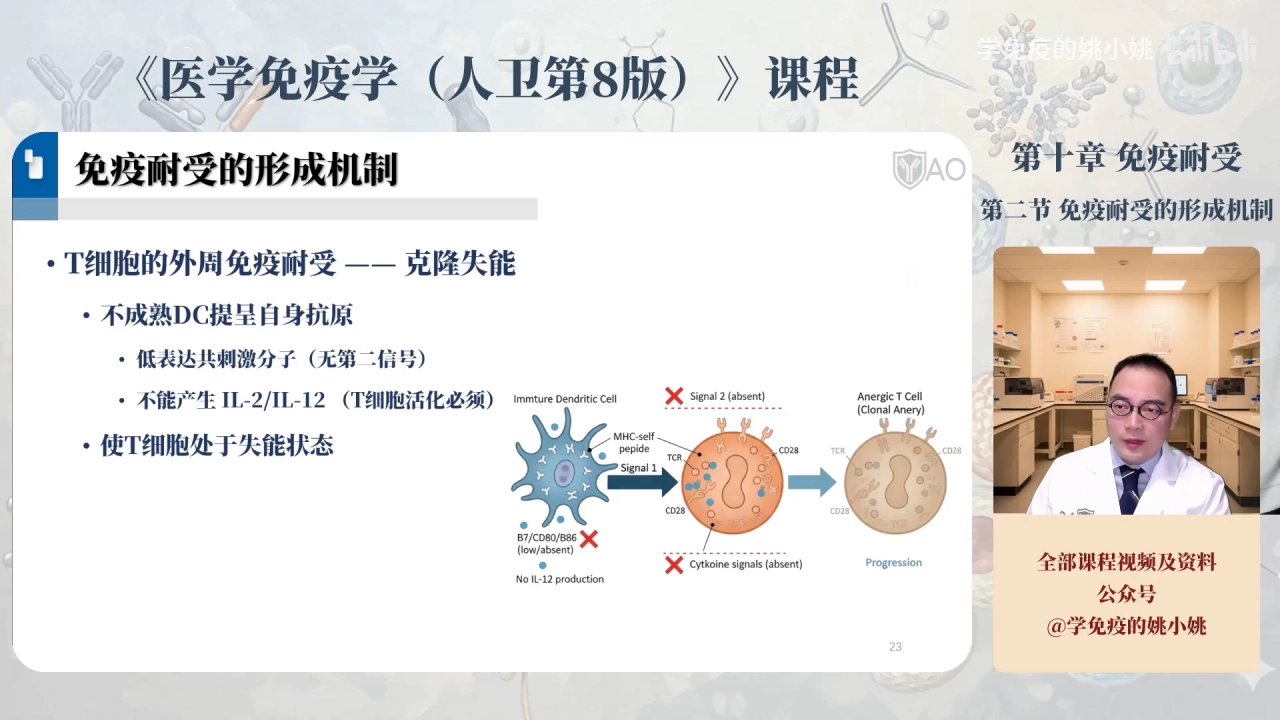 学免疫的姚小姚 bilibili
《医学免疫学（人卫第8版）》课程
免疫耐受的形成机制
YAO
第十章 免疫耐受
第二节 免疫耐受的形成机制
• T细胞的外周免疫耐受 —— 克隆失能
• 不成熟DC提呈自身抗原
• 低表达共刺激分子（无第二信号）
• 不能产生 IL-2/IL-12 （T细胞活化必须）
• 使T细胞处于失能状态
Immture Dendritic Cell
Signal 2 (absent)
Anergic T Cell
(Clonal Anery)
MHC-self
pepide
Signal 1
TCR
CD28
CD28
TCR
CD28
CD28
B7/CD80/B86
(low/absent)
No IL-12 production
Cytkoine signals (absent)
Progression
23
全部课程视频及资料
公众号
@学免疫的姚小姚